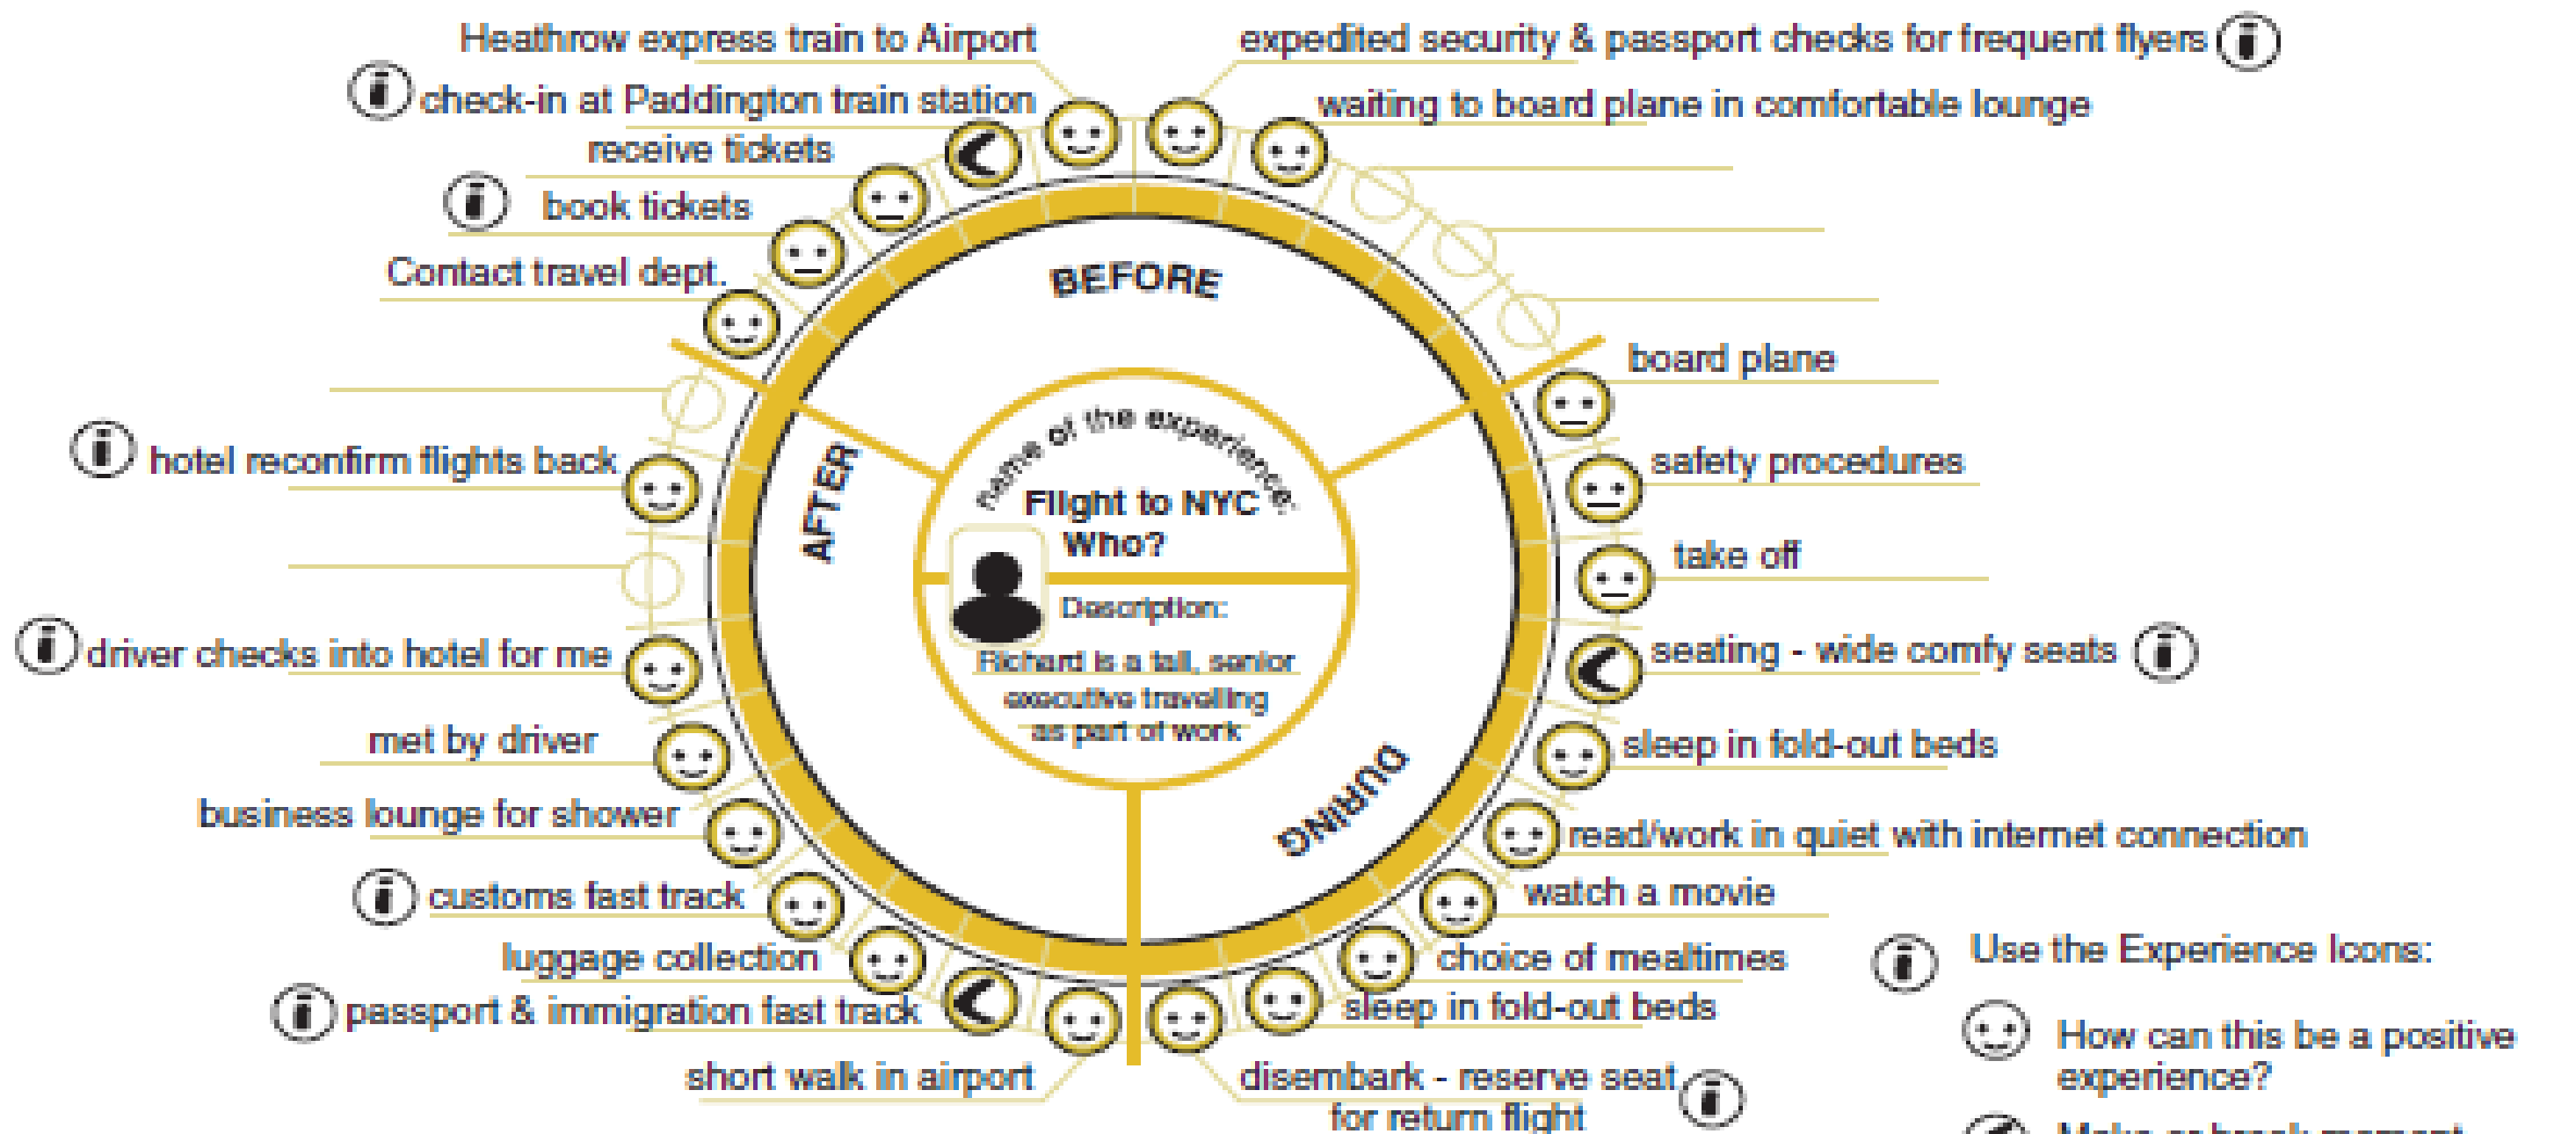 Heathrow express train to Airport
check-in at Paddington train station
receive tickets
book tickets
Contact travel dept.
expedited security & passport checks for frequent flyers
waiting to board plane in comfortable lounge
BEFORE
board plane
safety procedures
take off
seating - wide comfy seats
sleep in fold-out beds
read/work in quiet with internet connection
watch a movie
choice of mealtimes
sleep in fold-out beds
disembark - reserve seat
for return flight
DURING
name of the experience:
Flight to NYC
Who?
Description:
Richard is a tall, senior
executive travelling
as part of work
AFTER
hotel reconfirm flights back
driver checks into hotel for me
met by driver
business lounge for shower
customs fast track
luggage collection
passport & immigration fast track
short walk in airport
Use the Experience Icons:
How can this be a positive
experience?
Make or break moment